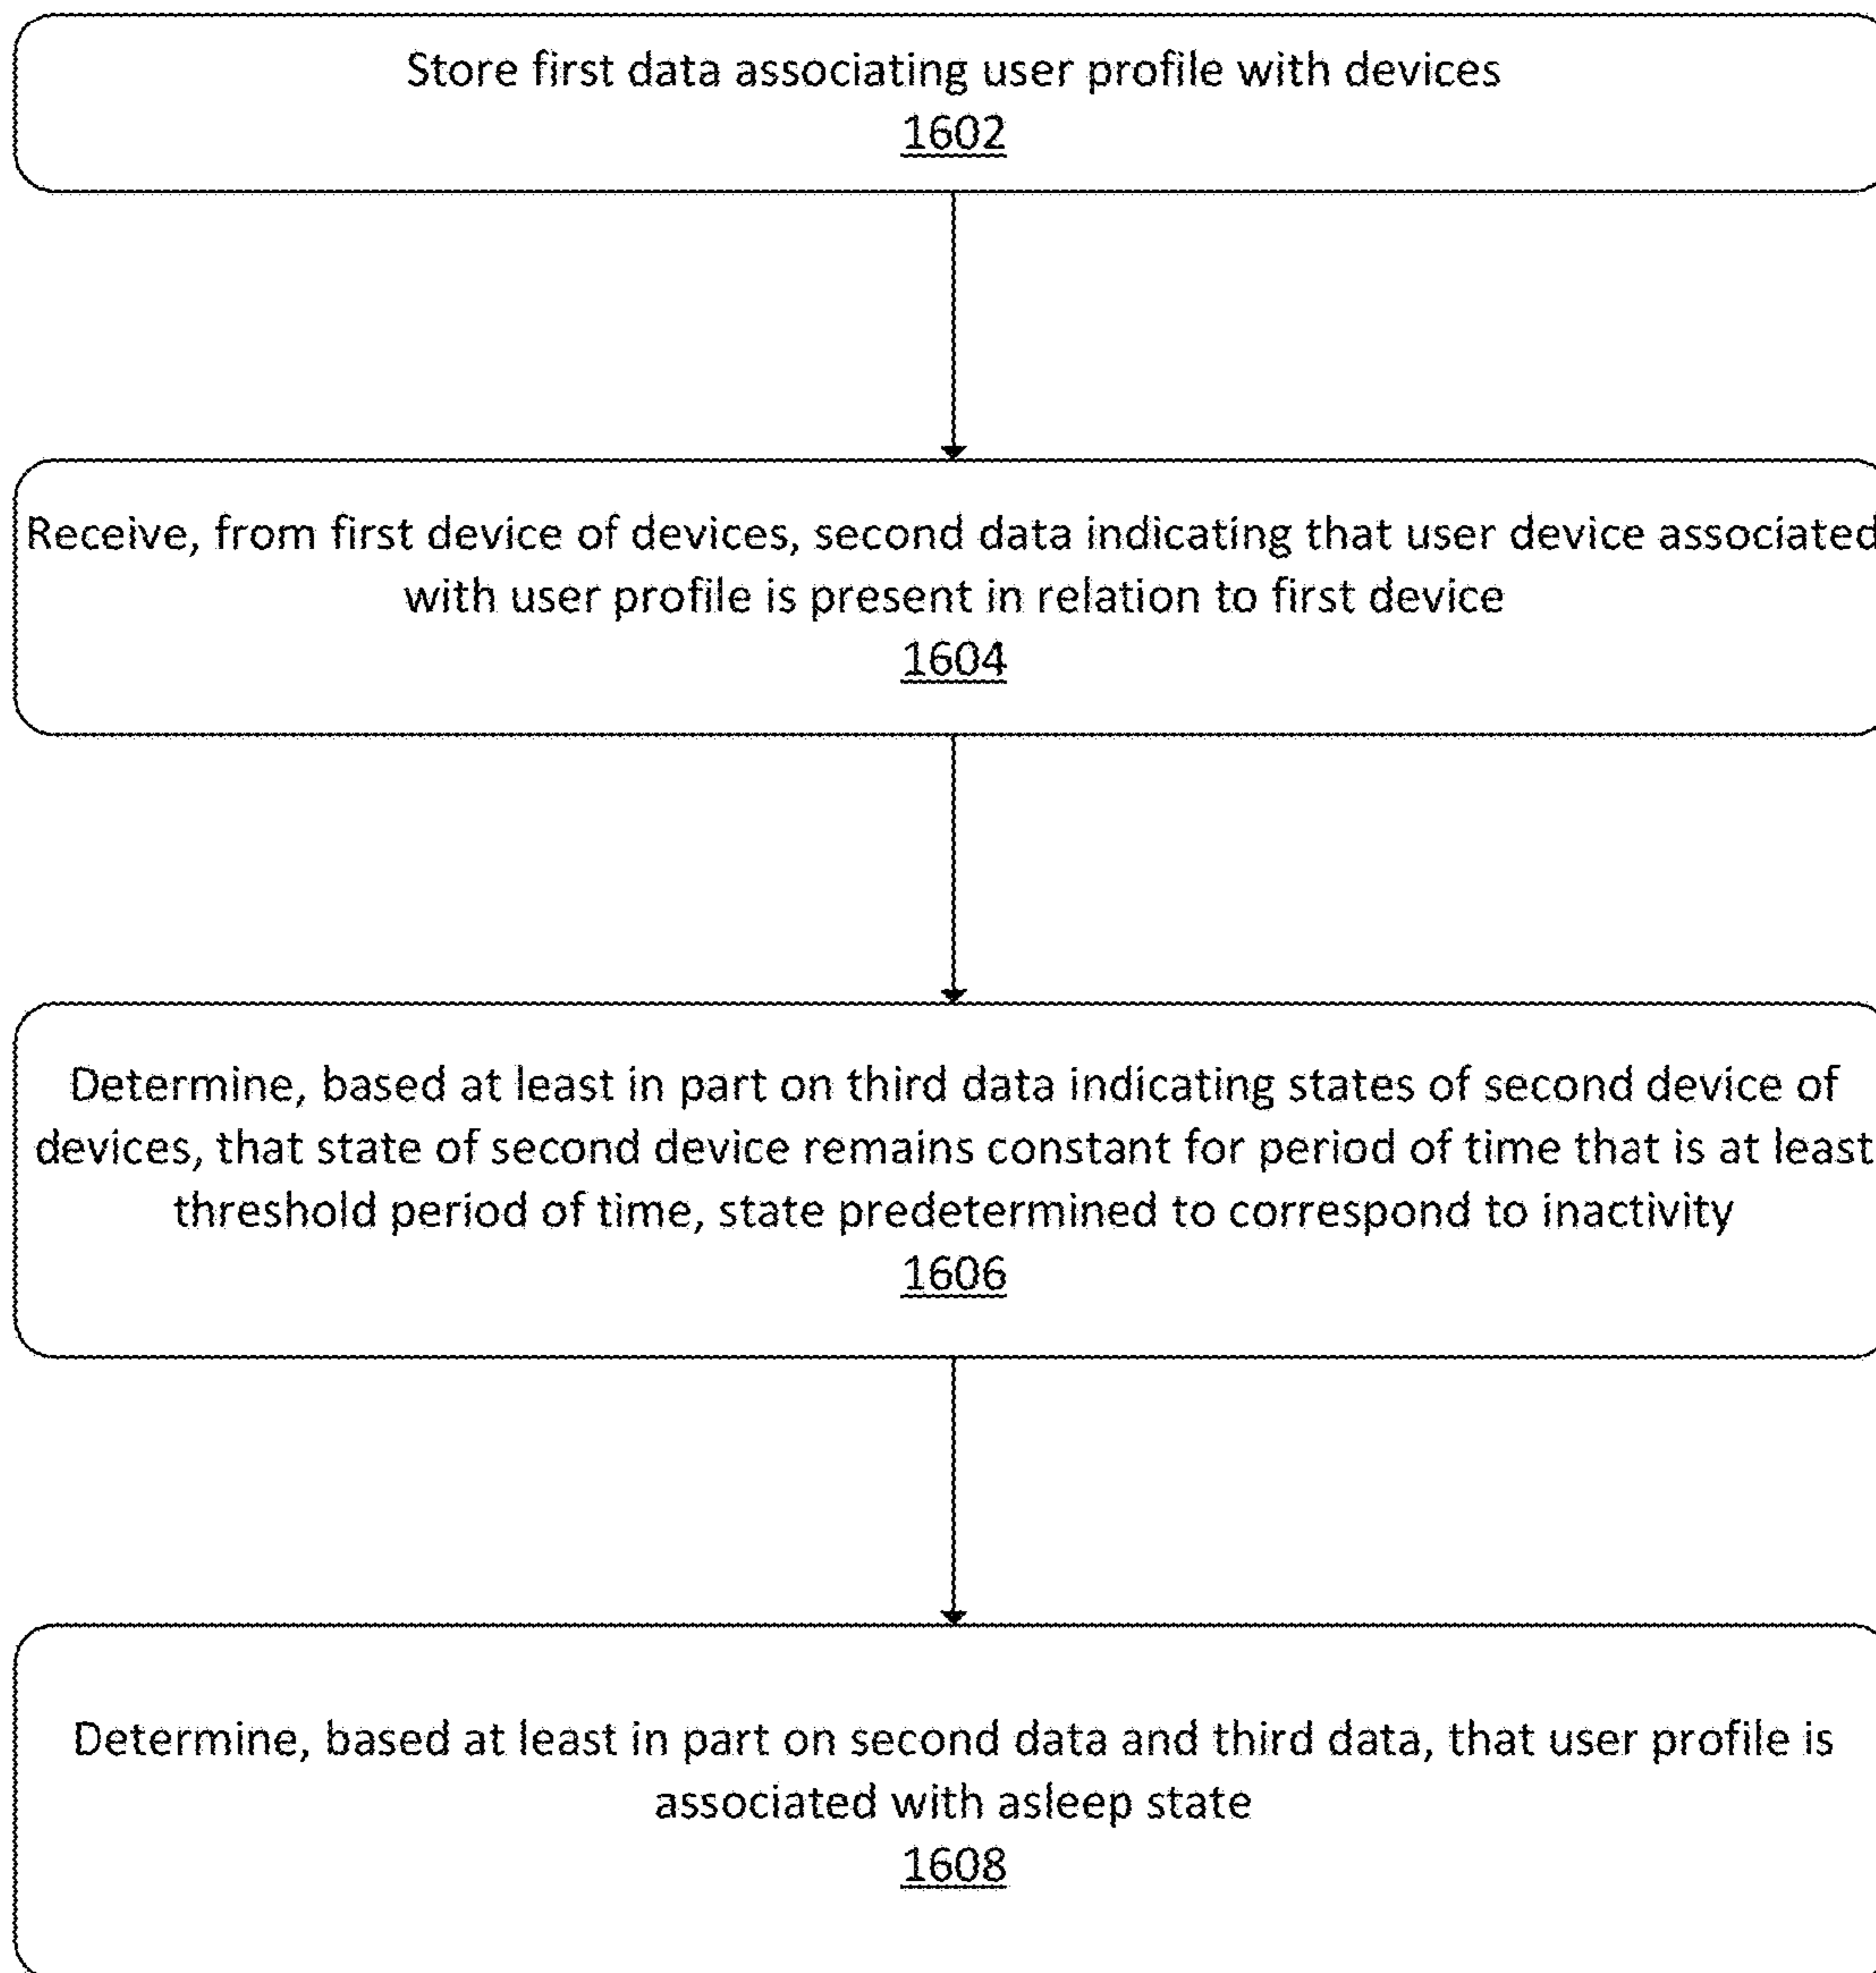 Store first data associating user profile with devices
1602
Receive, from first device of devices, second data indicating that user device associated
with user profile is present in relation to first device
1604
Determine, based at least in part on third data indicating states of second device of
devices, that state of second device remains constant for period of time that is at least
threshold period of time, state predetermined to correspond to inactivity
1606
Determine, based at least in part on second data and third data, that user profile is
associated with asleep state
1608